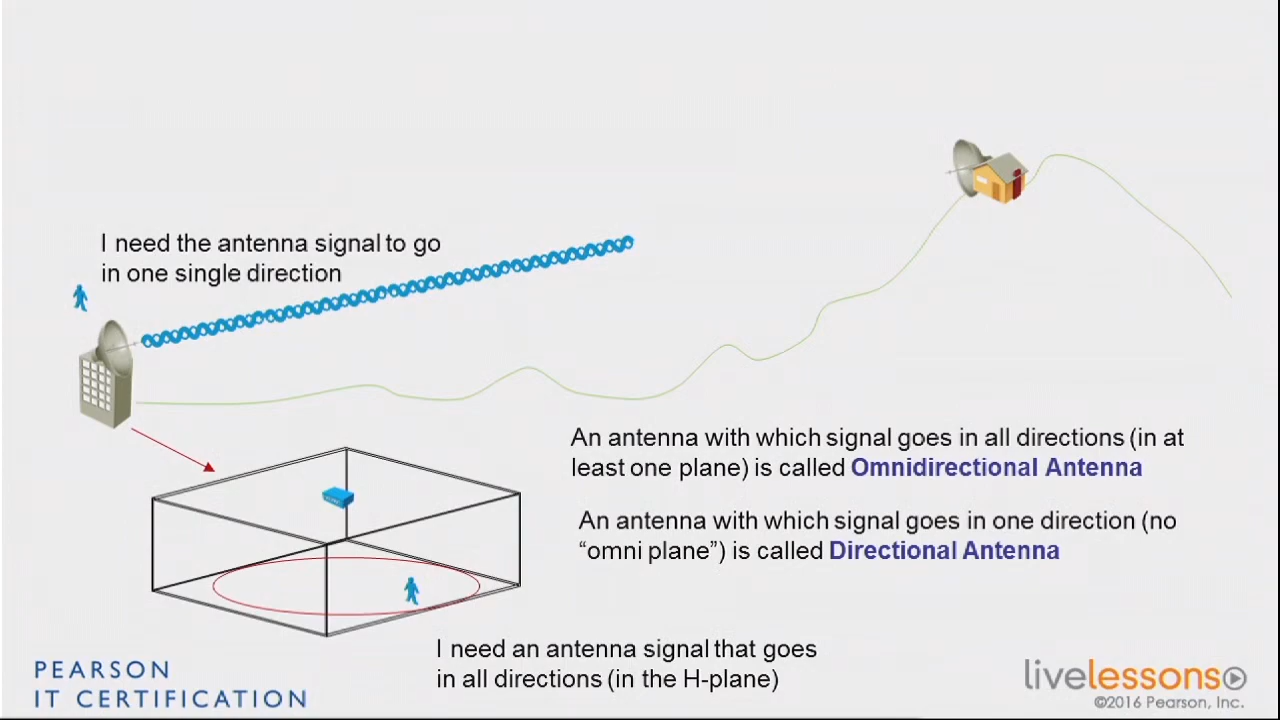 I need the antenna signal to go
in one single direction
An antenna with which signal goes in all directions (in at
least one plane) is called Omnidirectional Antenna
An antenna with which signal goes in one direction (no
“omni plane”) is called Directional Antenna
I need an antenna signal that goes
in all directions (in the H-plane)
PEARSON
IT CERTIFICATION
livelessons
©2016 Pearson, Inc.